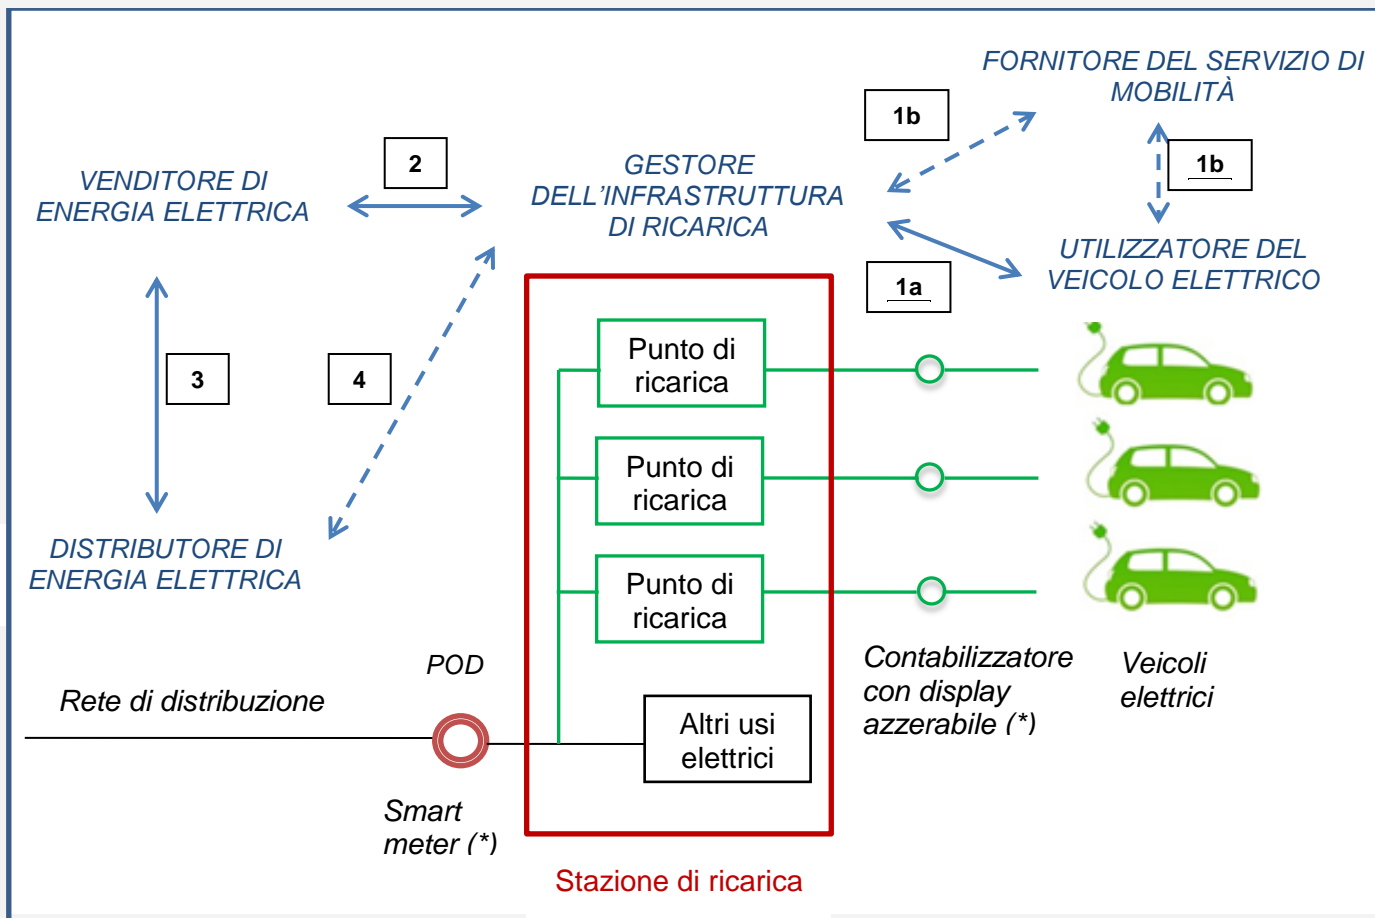 FORNITORE DEL SERVIZIO DI
MOBILITÀ
1b
2
1b
VENDITORE DI
ENERGIA ELETTRICA
GESTORE
DELL'INFRASTRUTTURA
DI RICARICA
UTILIZZATORE DEL
VEICOLO ELETTRICO
1a
3
4
Punto di
ricarica
Punto di
ricarica
DISTRIBUTORE DI
ENERGIA ELETTRICA
Punto di
ricarica
POD
Rete di distribuzione
Contabilizzatore
con display
azzerabile (*)
Veicoli
elettrici
Altri usi
elettrici
Smart
meter (*)
Stazione di ricarica